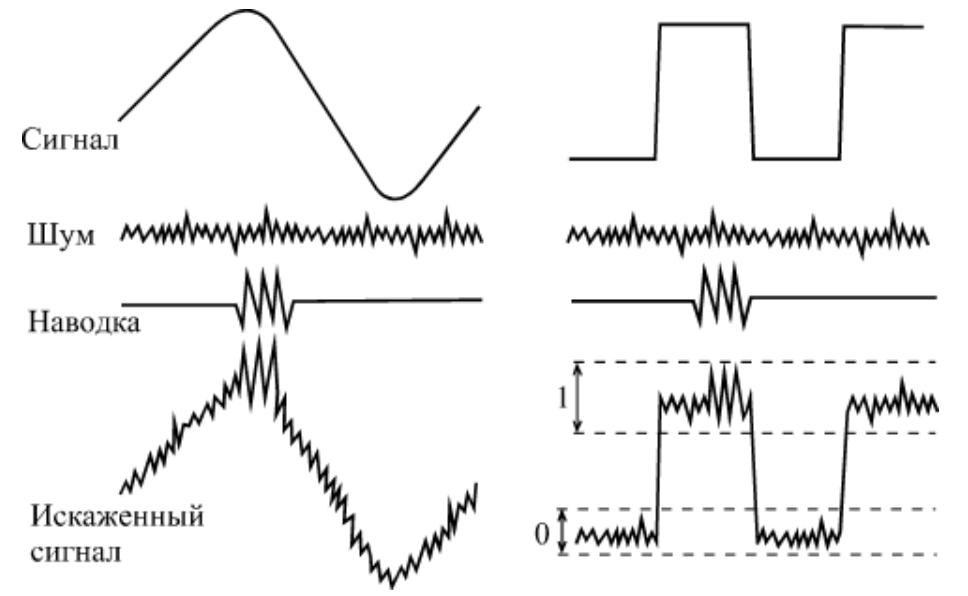 Сигнал
Шум
Наводка
1
Искаженный
сигнал
0